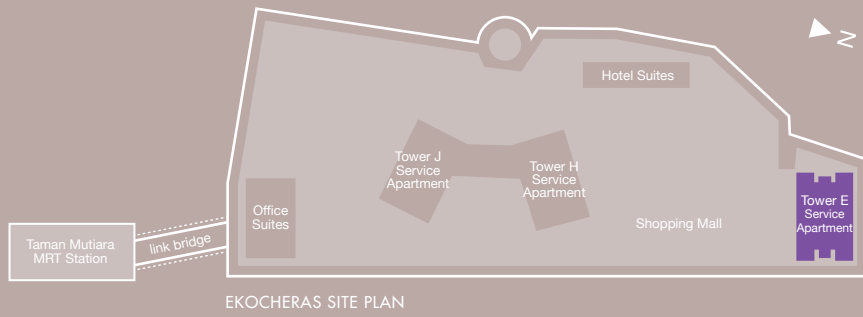 N
Hotel Suites
Tower J
Service
Apartment
Tower H
Service
Apartment
Tower E
Service
Apartment
Office
Suites
Shopping Mall
Taman Mutiara
MRT Station
link bridge
EKOCHERAS SITE PLAN